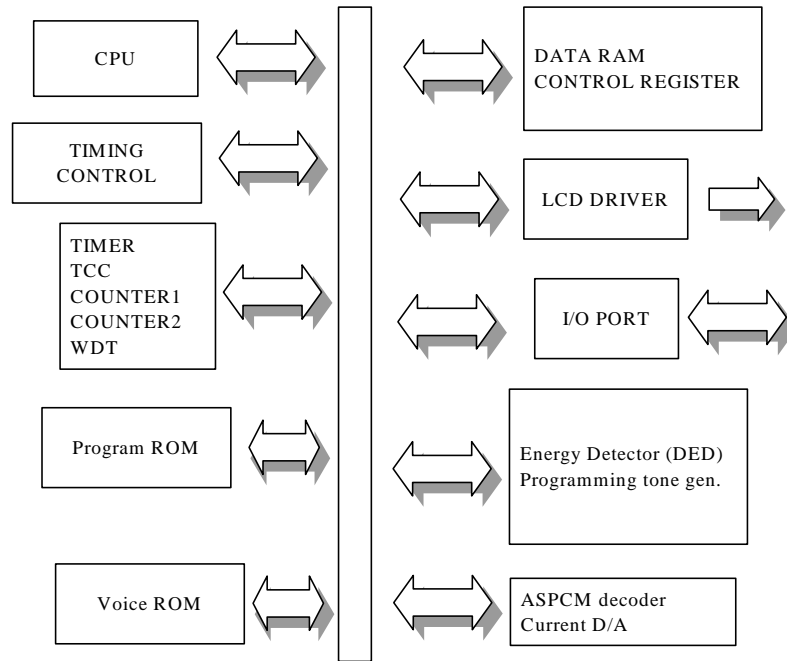 CPU
TIMING
CONTROL
TIMER
TCC
COUNTER1
COUNTER2
WDT
Program ROM
Voice ROM
DATA RAM
CONTROL REGISTER
LCD DRIVER
I/O PORT
Energy Detector (DED)
Programming tone gen.
ASPCM decoder
Current D/A